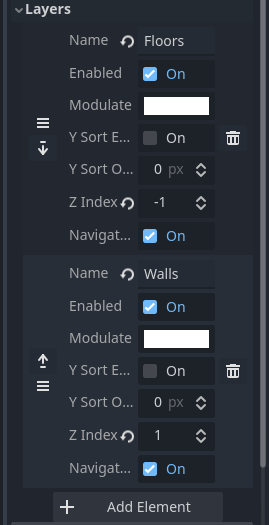 Layers
Name Floors
Enabled On
Modulate
Y Sort E... On
Y Sort O... 0 px
Z Index -1
Navigat... On
Name Walls
Enabled On
Modulate
Y Sort E... On
Y Sort O... 0 px
Z Index 1
Navigat... On
Add Element